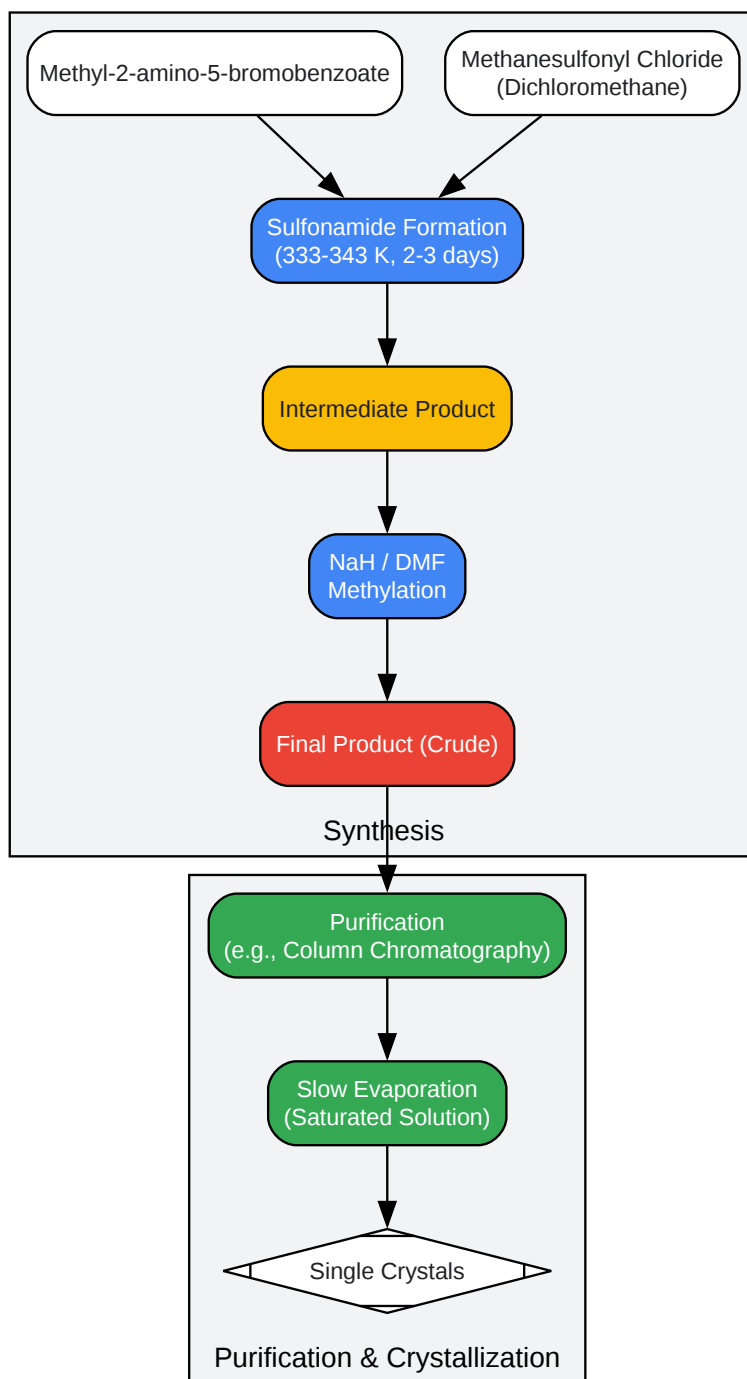 Methyl-2-amino-5-bromobenzoate
Methanesulfonyl Chloride
(Dichloromethane)
Sulfonamide Formation
(333-343 K, 2-3 days)
Intermediate Product
NaH / DMF
Methylation
Final Product (Crude)
Synthesis
Purification
(e.g., Column Chromatography)
Slow Evaporation
(Saturated Solution)
Single Crystals
Purification & Crystallization